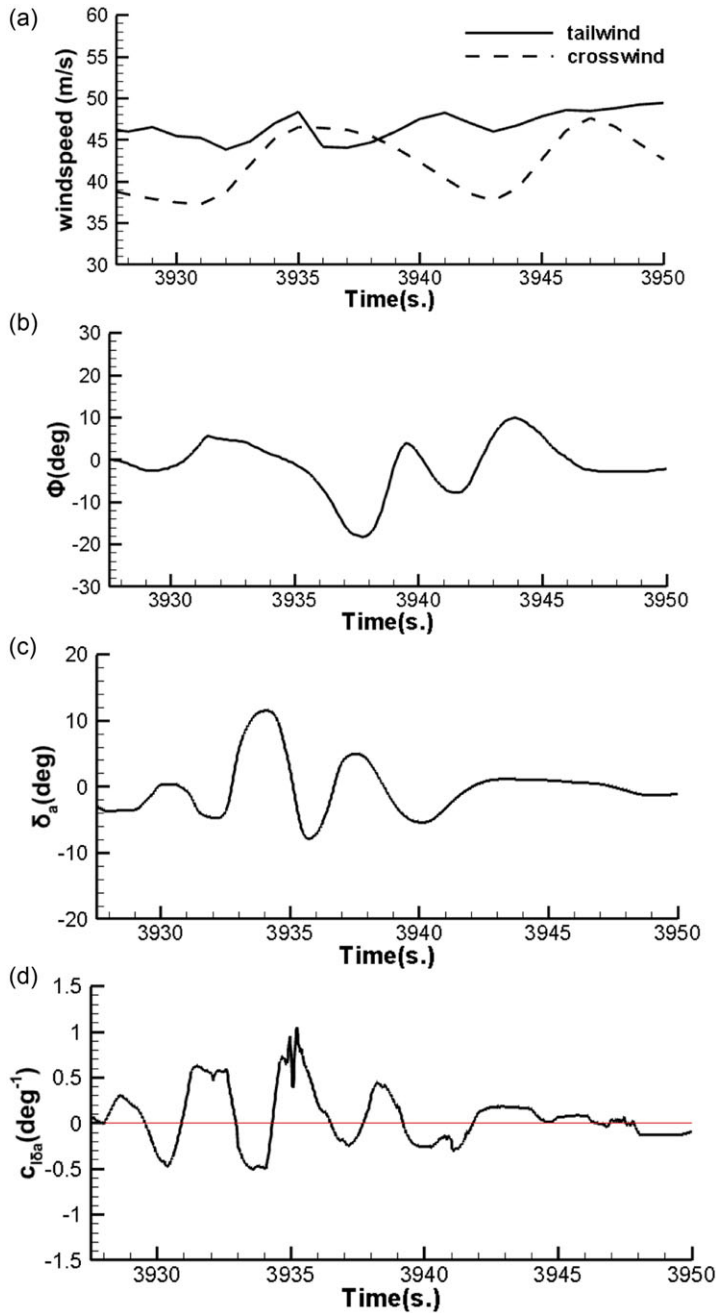 (a)
60
50
45
40
35
30
windspeed (m/s)
tailwind
crosswind
3930 3935 3940 3945 3950
Time(s.)
(b)
30
20
10
0
-10
-20
-30
Φ(deg)
3930 3935 3940 3945 3950
Time(s.)
(c)
20
10
0
-10
-20
δa(deg)
3930 3935 3940 3945 3950
Time(s.)
(d)
1.5
1
0.5
0
-0.5
-1
-1.5
clδa(deg-1)
3930 3935 3940 3945 3950
Time(s.)